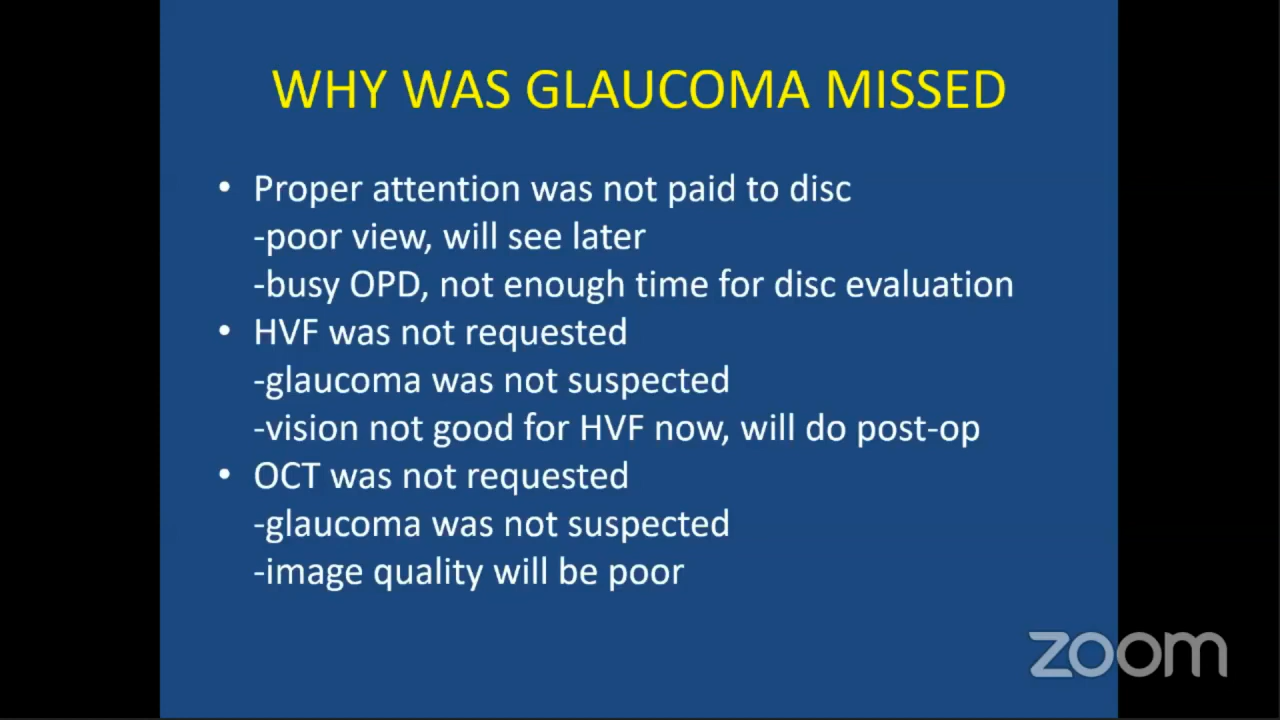 WHY WAS GLAUCOMA MISSED
• Proper attention was not paid to disc
-poor view, will see later
-busy OPD, not enough time for disc evaluation
• HVF was not requested
-glaucoma was not suspected
-vision not good for HVF now, will do post-op
• OCT was not requested
-glaucoma was not suspected
-image quality will be poor
zoom